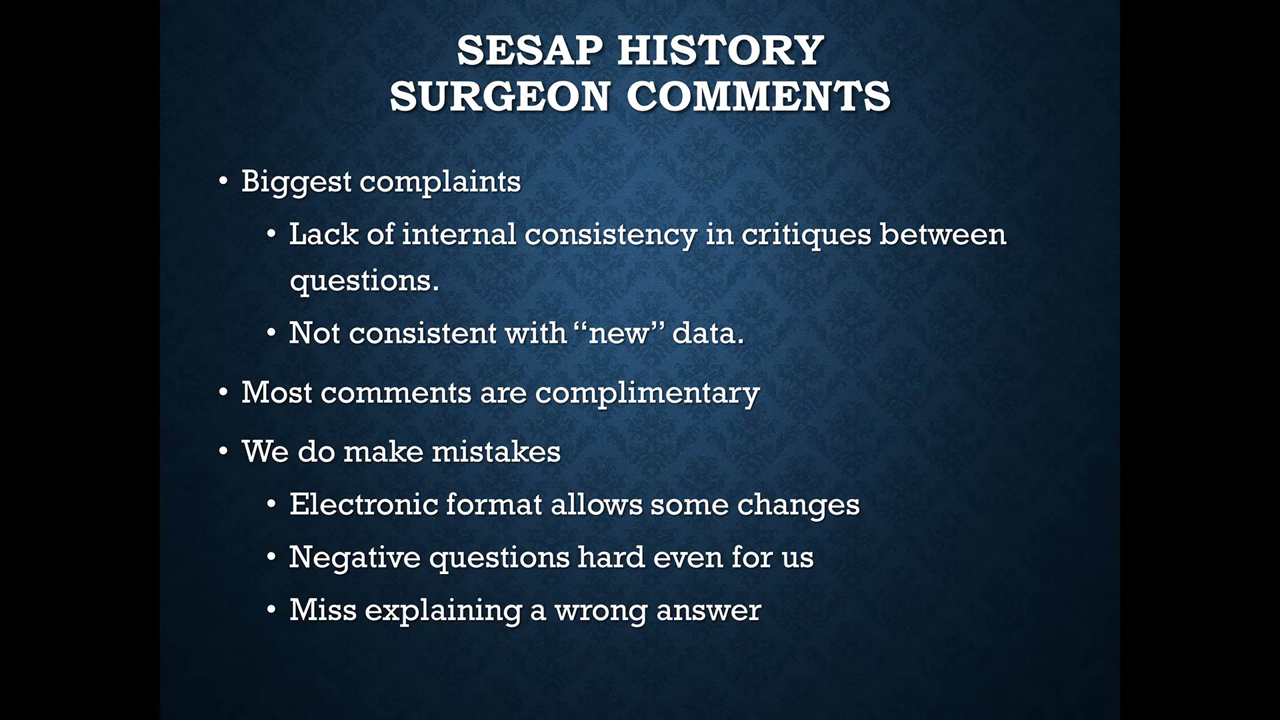 SESAP HISTORY
SURGEON COMMENTS
• Biggest complaints
• Lack of internal consistency in critiques between
questions.
• Not consistent with “new” data.
• Most comments are complimentary
• We do make mistakes
• Electronic format allows some changes
• Negative questions hard even for us
• Miss explaining a wrong answer